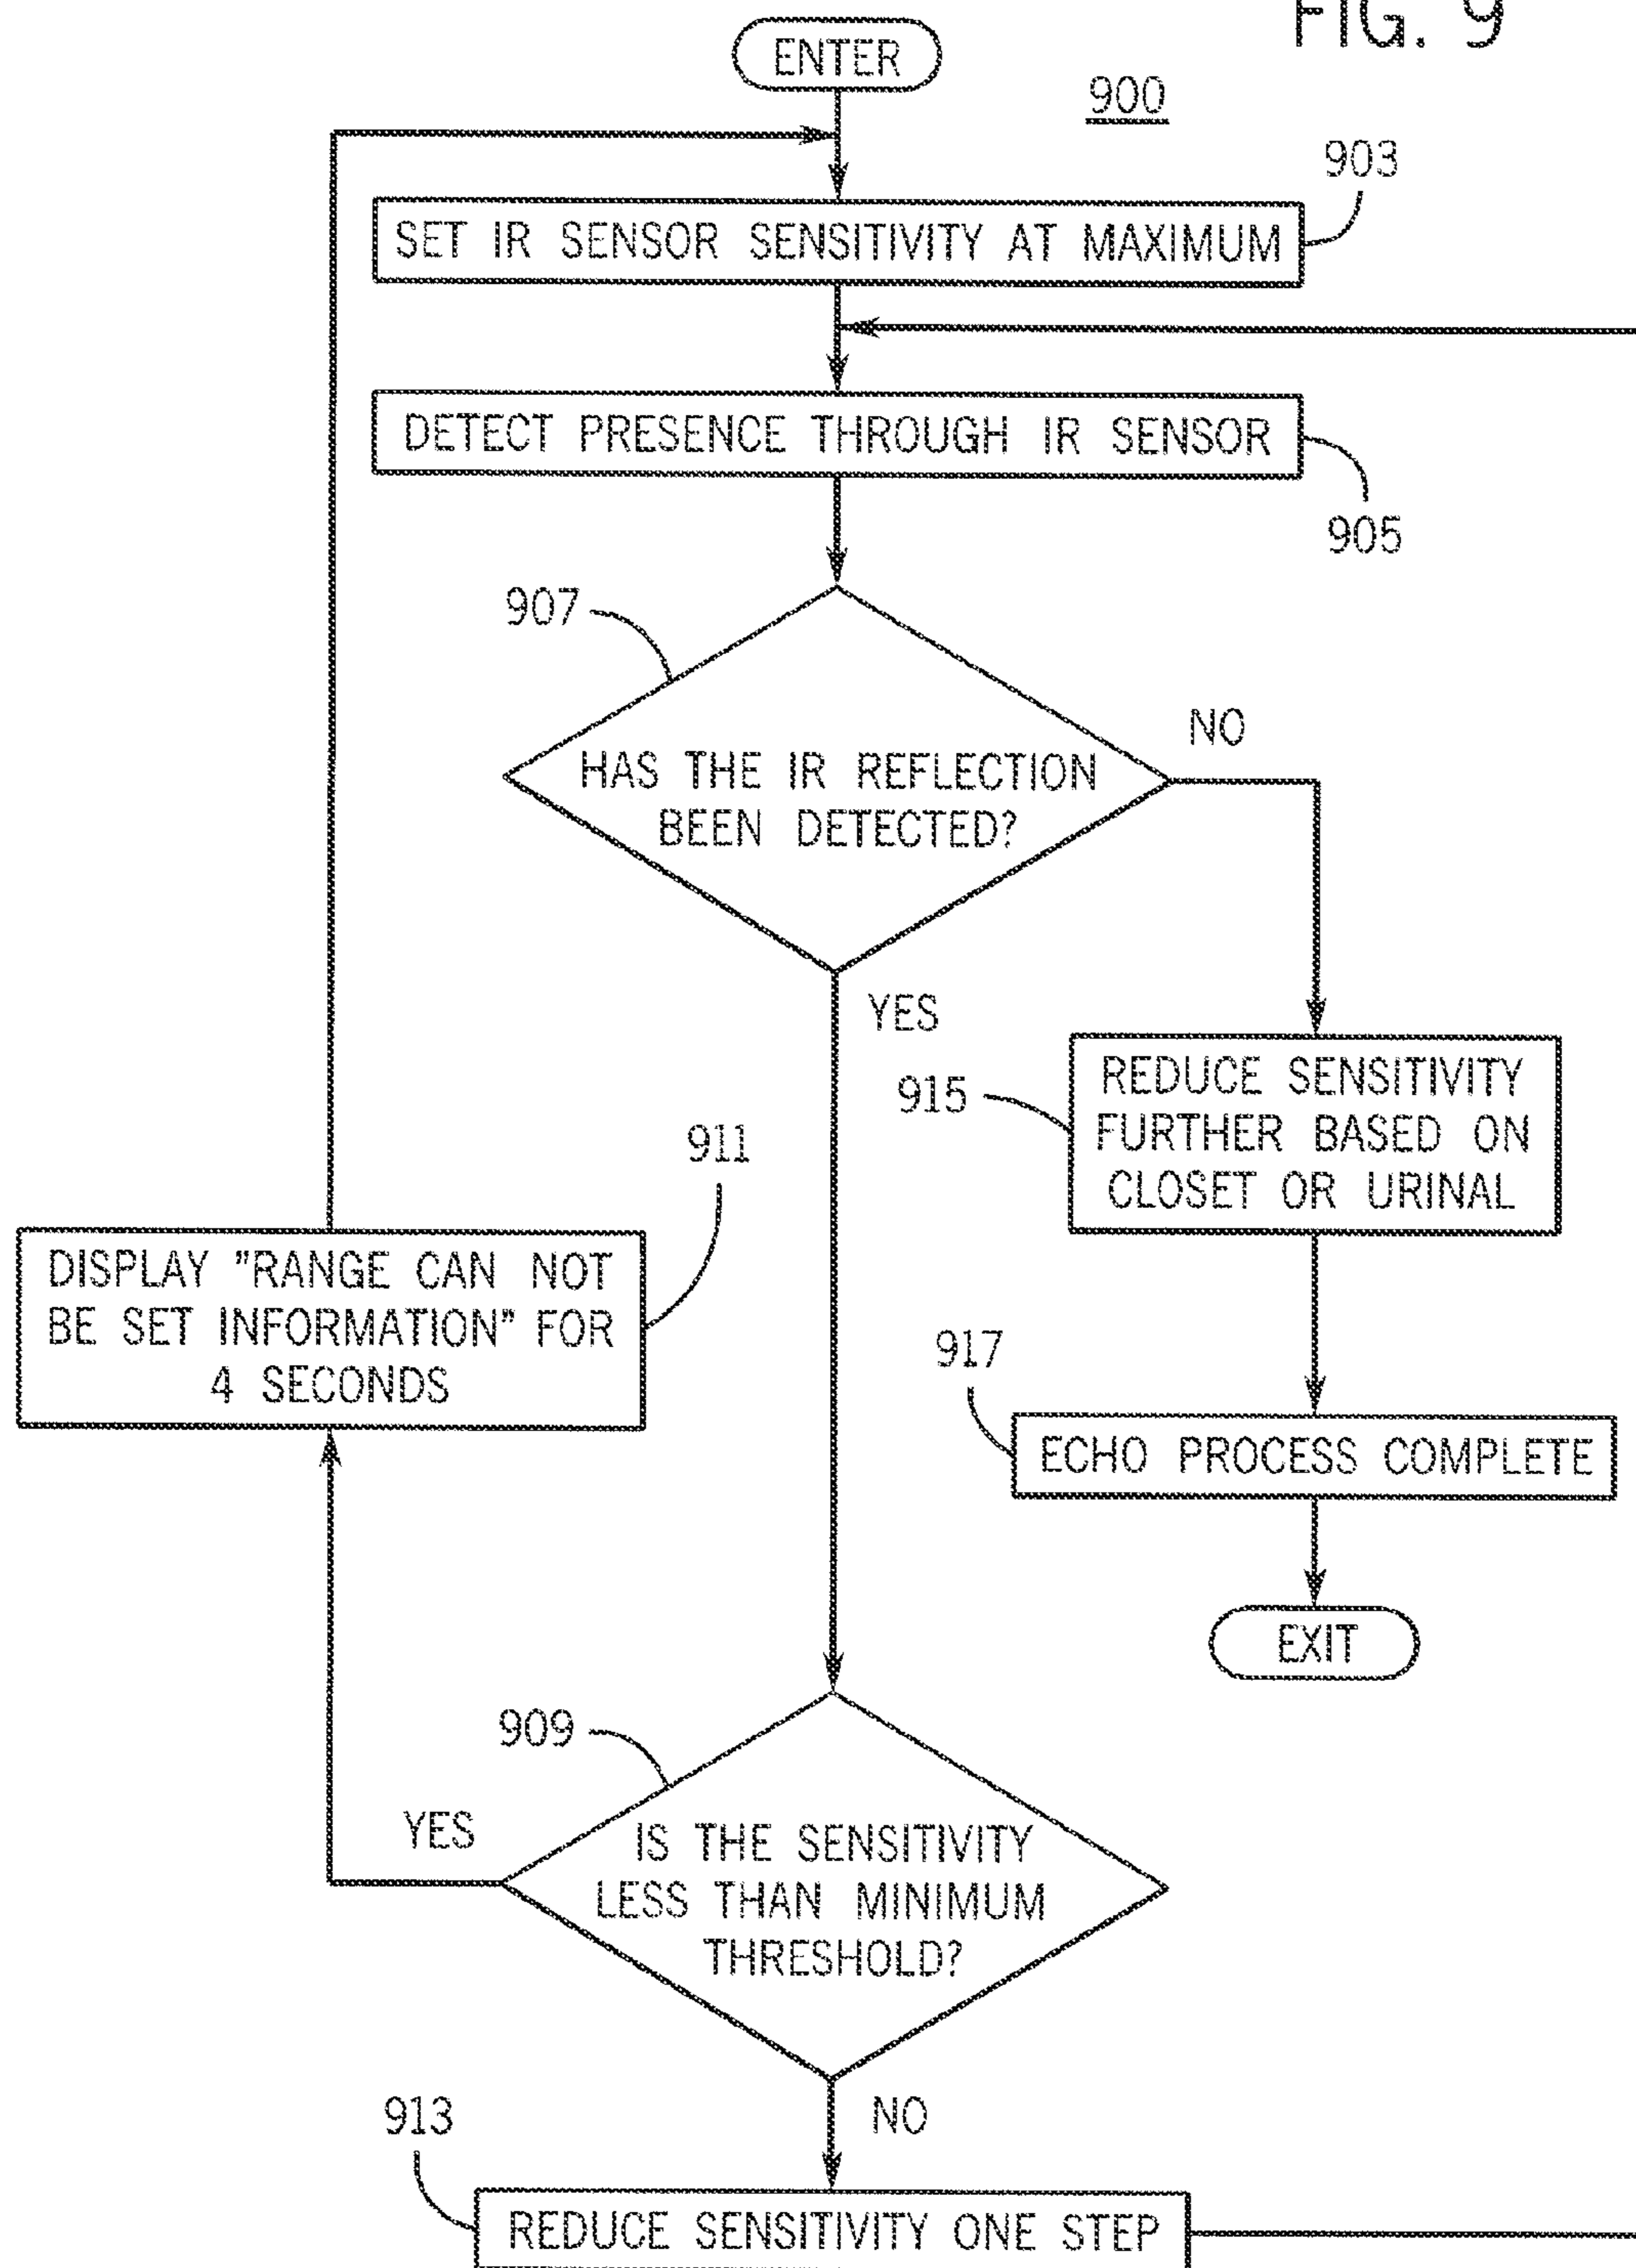 FIG. 9
ENTER
900
903
SET IR SENSOR SENSITIVITY AT MAXIMUM
DETECT PRESENCE THROUGH IR SENSOR
905
907
NO
HAS THE IR REFLECTION
BEEN DETECTED?
YES
915
REDUCE SENSITIVITY
FURTHER BASED ON
CLOSET OR URINAL
911
DISPLAY "RANGE CAN NOT
BE SET INFORMATION" FOR
4 SECONDS
917
ECHO PROCESS COMPLETE
EXIT
909
YES
IS THE SENSITIVITY
LESS THAN MINIMUM
THRESHOLD?
NO
913
REDUCE SENSITIVITY ONE STEP